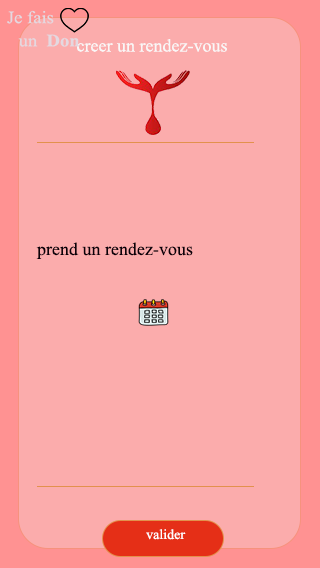 Je fais
un Don
creer un rendez-vous
prend un rendez-vous
valider